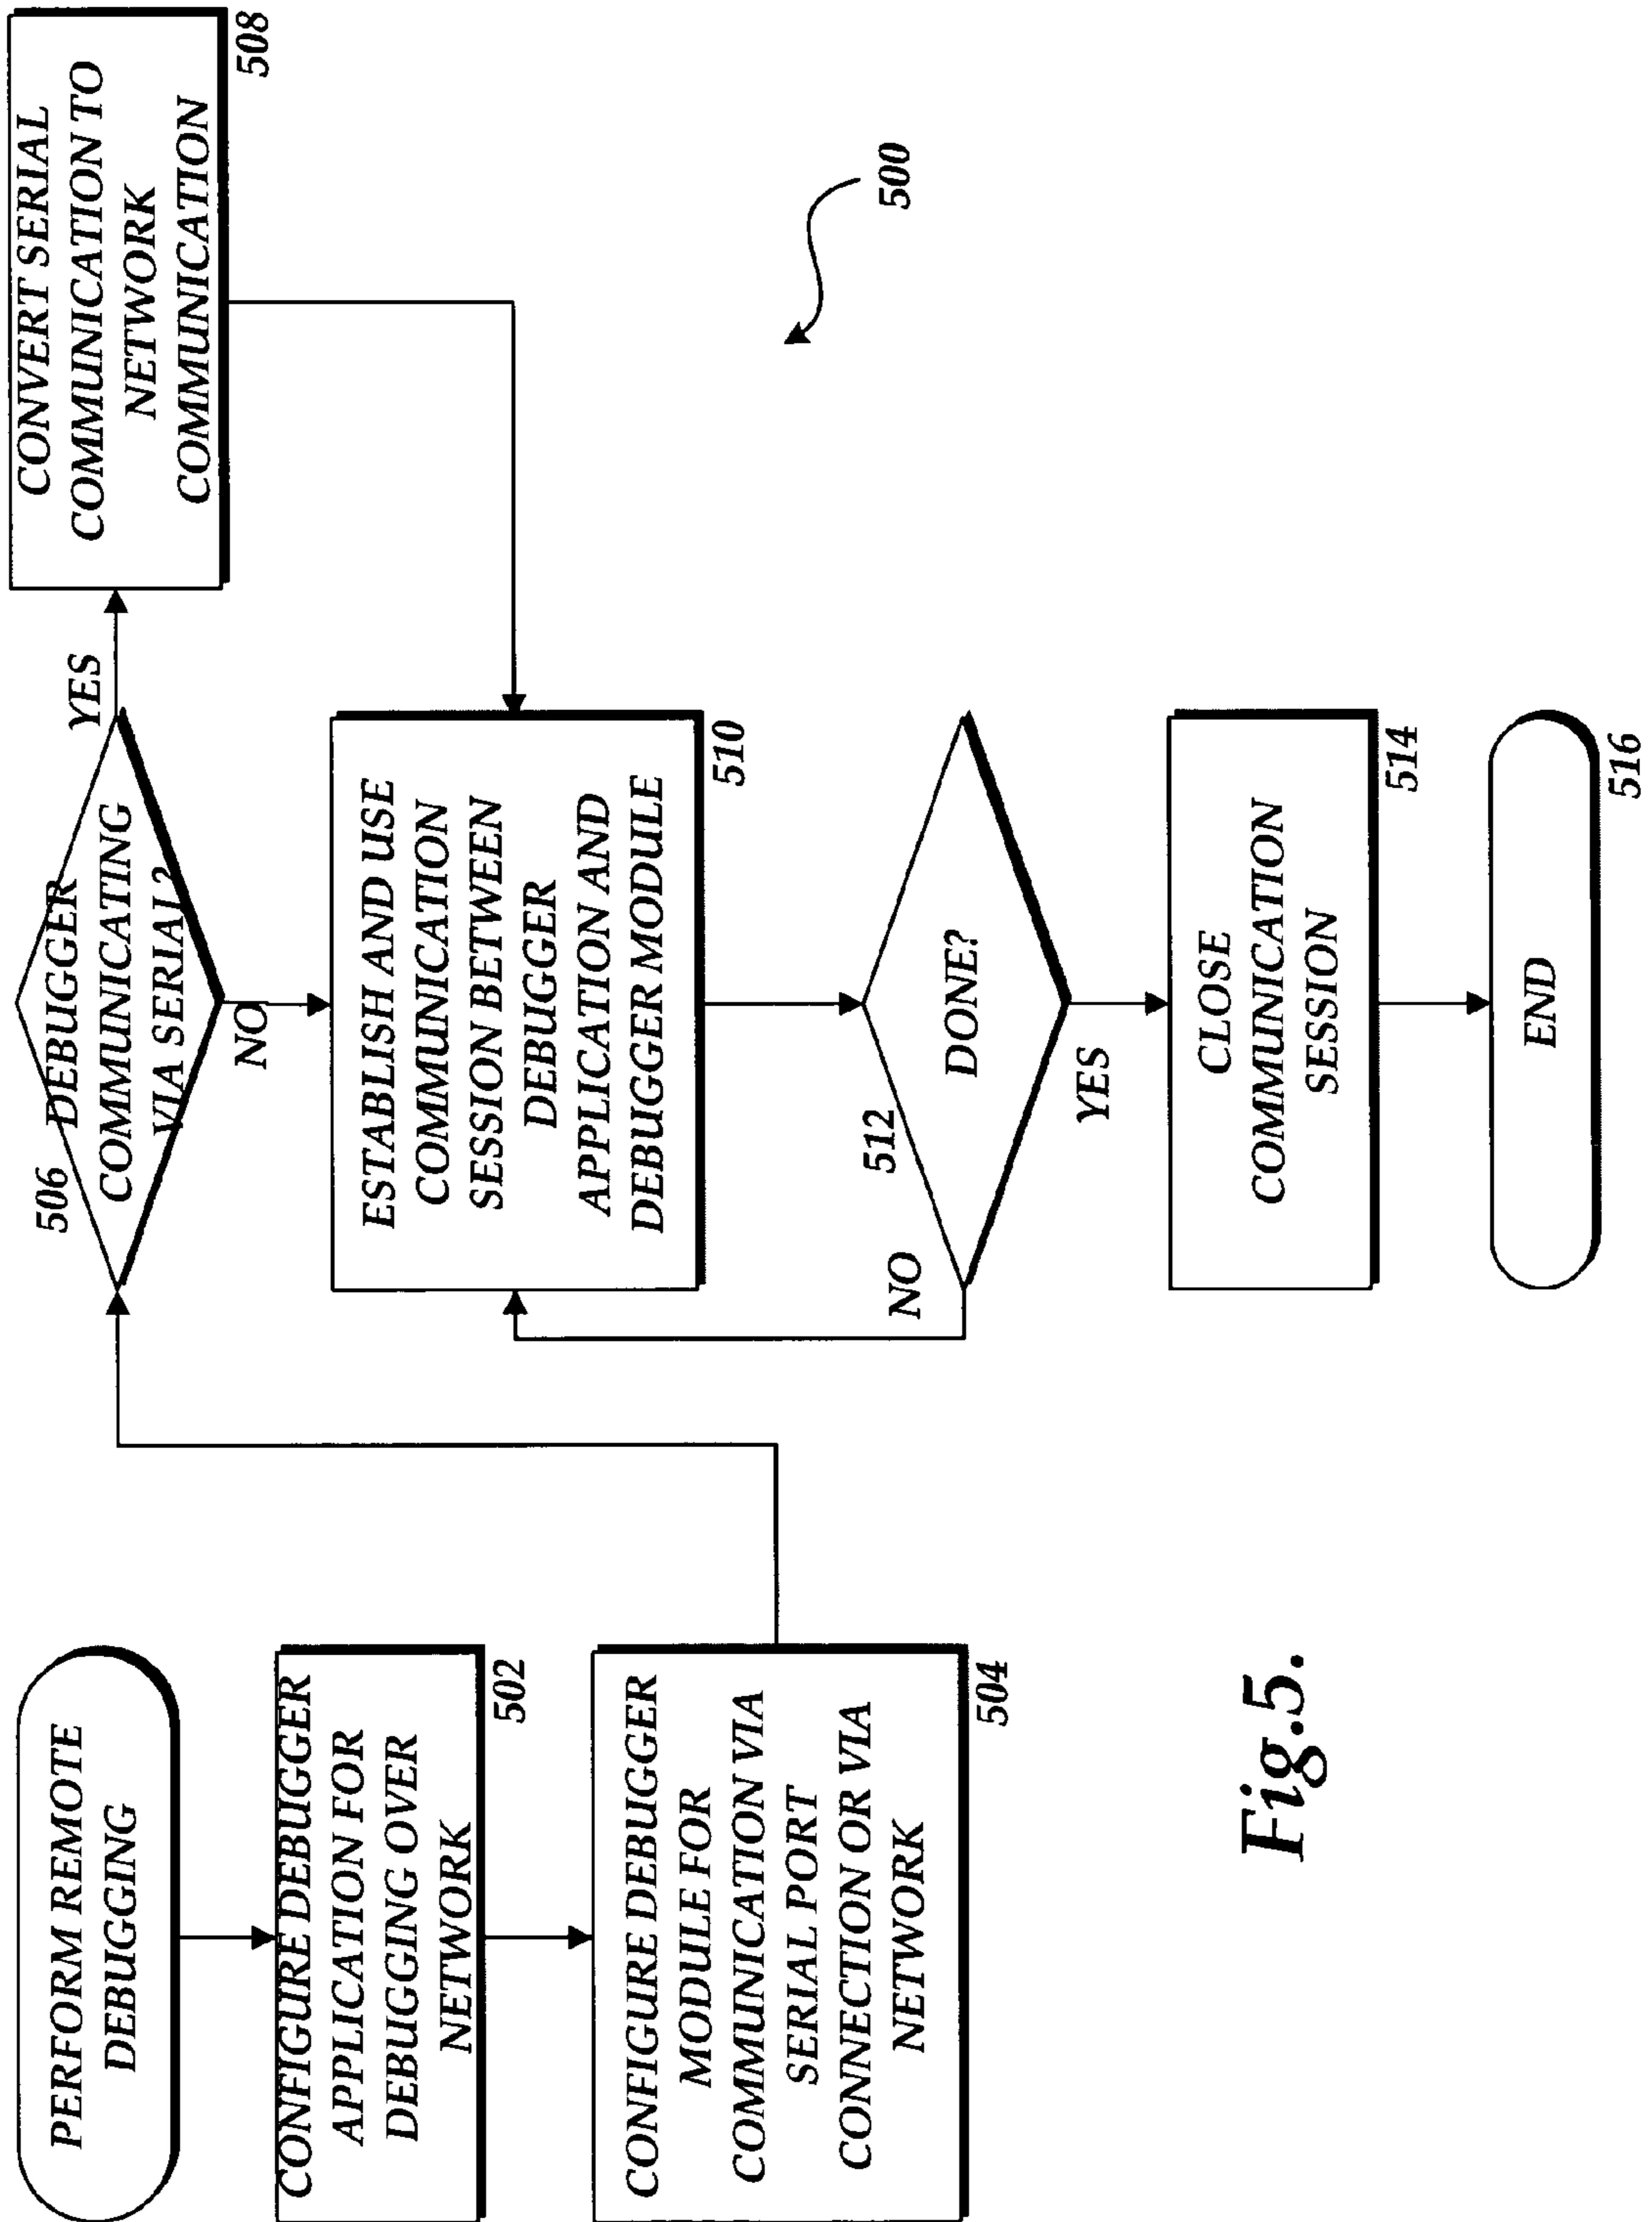 PERFORM REMOTE
DEBUGGING
CONFIGURE DEBUGGER
APPLICATION FOR
DEBUGGING OVER
NETWORK
502
CONFIGURE DEBUGGER
MODULE FOR
COMMUNICATION VIA
SERIAL PORT
CONNECTION OR VIA
NETWORK
504
506
DEBUGGER
COMMUNICATING
VIA SERIAL?
YES
NO
CONVERT SERIAL
COMMUNICATION TO
NETWORK
COMMUNICATION
508
ESTABLISH AND USE
COMMUNICATION
SESSION BETWEEN
DEBUGGER
APPLICATION AND
DEBUGGER MODULE
510
512
DONE?
NO
YES
CLOSE
COMMUNICATION
SESSION
514
END
516
500
Fig.5.